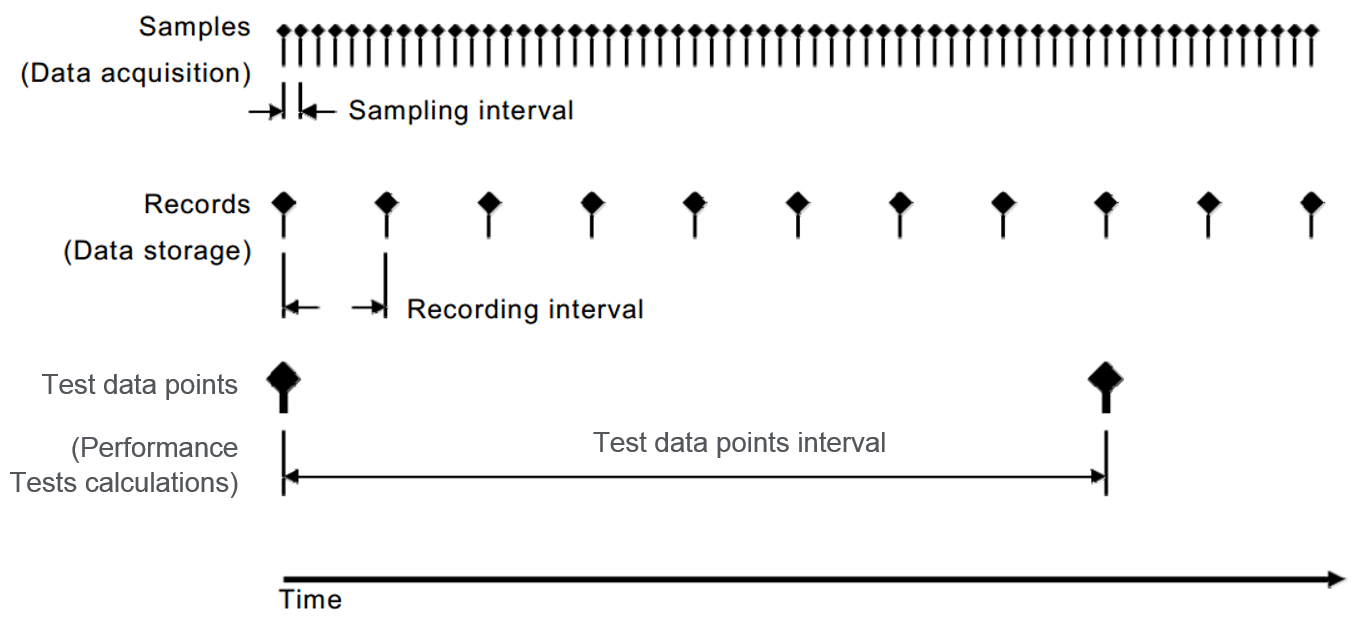 Samples
(Data acquisition)
Sampling interval
Records
(Data storage)
Recording interval
Test data points
(Performance
Tests calculations)
Test data points interval
Time